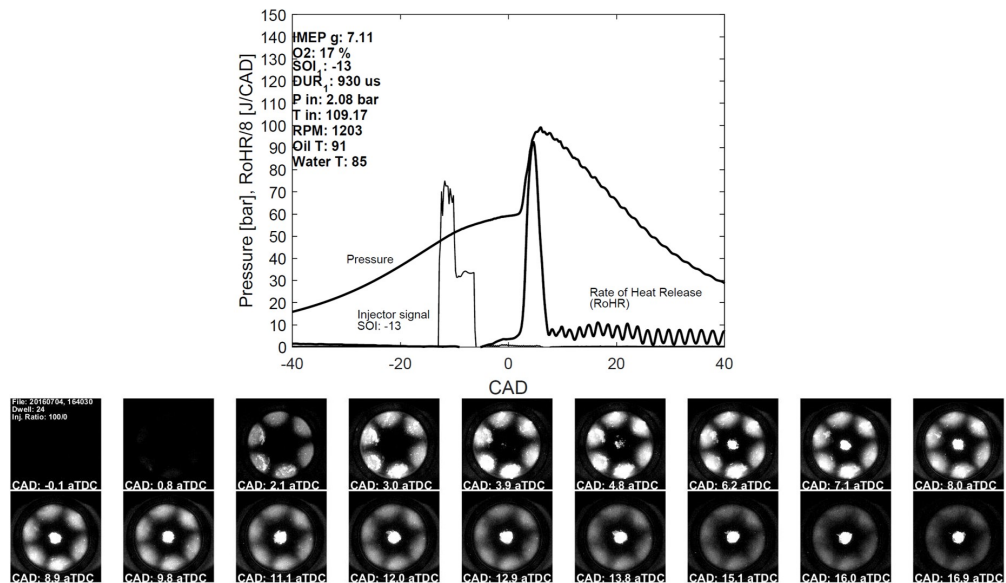 150
140
130
120
110
100
90
80
70
60
50
40
30
20
10
0
Pressure [bar], RoHR/8 [J/CAD]
IMEP g: 7.11
O2: 17 %
SOI1: -13
DUR1: 930 us
P in: 2.08 bar
T in: 109.17
RPM: 1203
Oil T: 91
Water T: 85
Pressure
Injector signal
SOI: -13
Rate of Heat Release
(RoHR)
-40 -20 0 20 40
CAD
File: 20160704, 164030
Dwell: 24
Inj. Ratio: 100/0
CAD: -0.1 aTDC CAD: 0.8 aTDC CAD: 2.1 aTDC CAD: 3.0 aTDC CAD: 3.9 aTDC CAD: 4.8 aTDC CAD: 6.2 aTDC CAD: 7.1 aTDC CAD: 8.0 aTDC
CAD: 8.9 aTDC CAD: 9.8 aTDC CAD: 11.1 aTDC CAD: 12.0 aTDC CAD: 12.9 aTDC CAD: 13.8 aTDC CAD: 15.1 aTDC CAD: 16.0 aTDC CAD: 16.9 aTDC